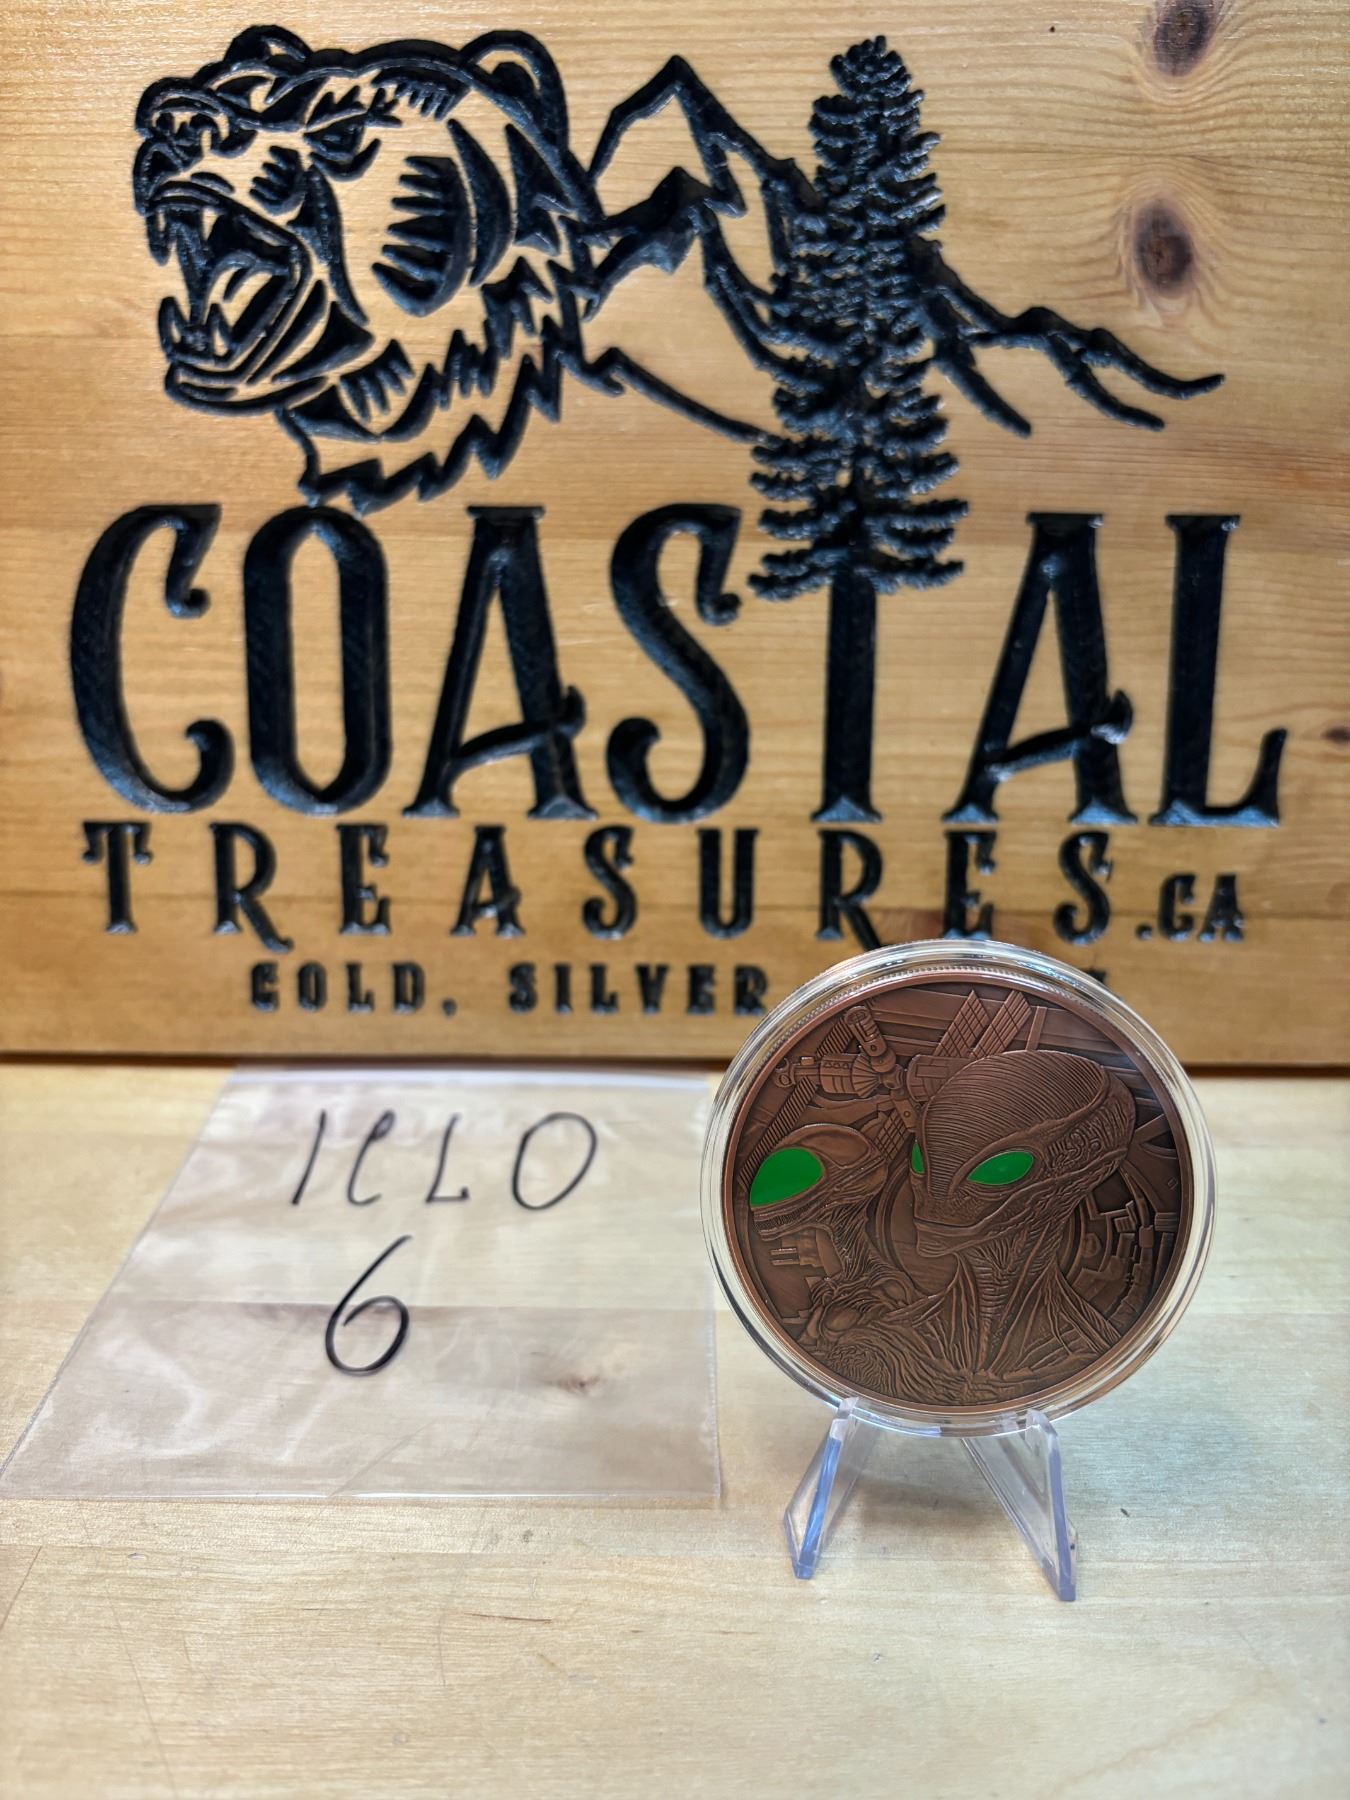 COASTAL
TREASURES.CA
GOLD, SILVER
ICLO
6